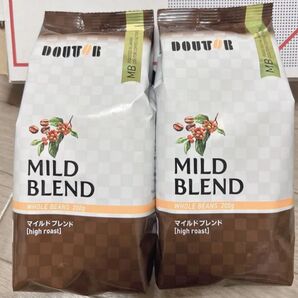 DOUTOR
MB
MILD
BLEND
WHOLE BEANS 200g
マイルドブレンド
[high roast]
DOUTOR
MB
MILD
BLEND
WHOLE BEANS 200g
マイルドブレンド
[high roast]